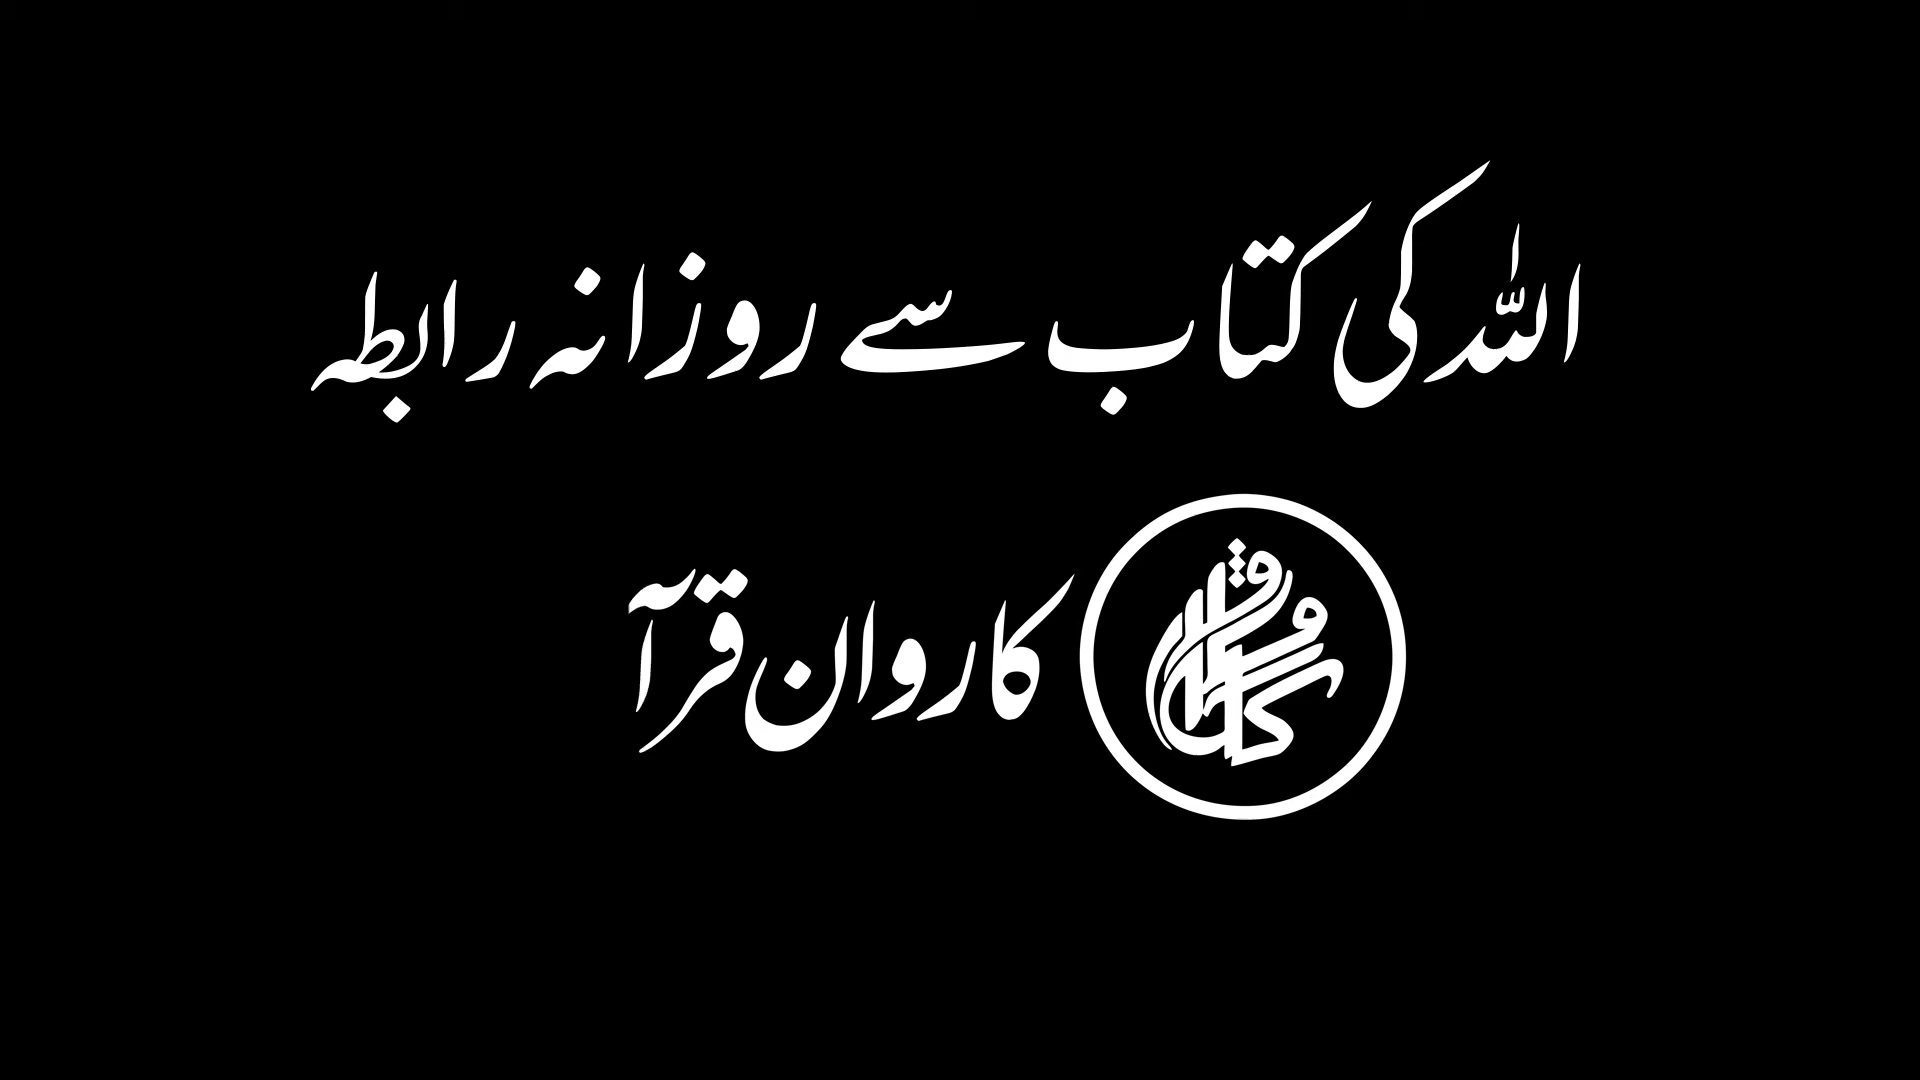 اللہ کی کتاب سے روزانہ رابطہ
کاروان قرآ